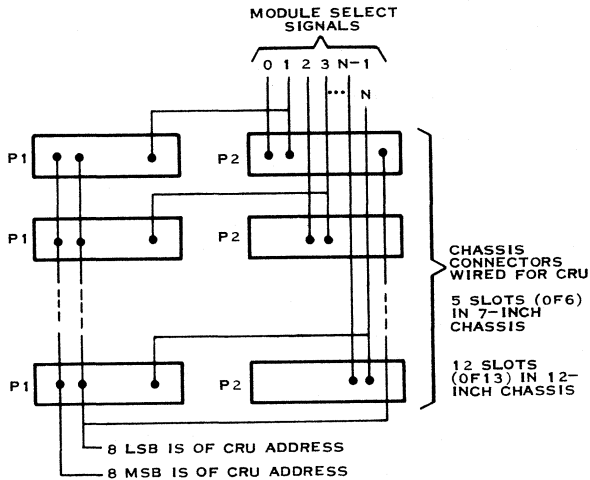 MODULE SELECT
SIGNALS
0 1 2 3 N-1
N
P1
P2
P1
P2
CHASSIS
CONNECTORS
WIRED FOR CRU
5 SLOTS (OF6)
IN 7-INCH
CHASSIS
12 SLOTS
(OF13) IN 12-
INCH CHASSIS
P1
P2
8 LSB IS OF CRU ADDRESS
8 MSB IS OF CRU ADDRESS